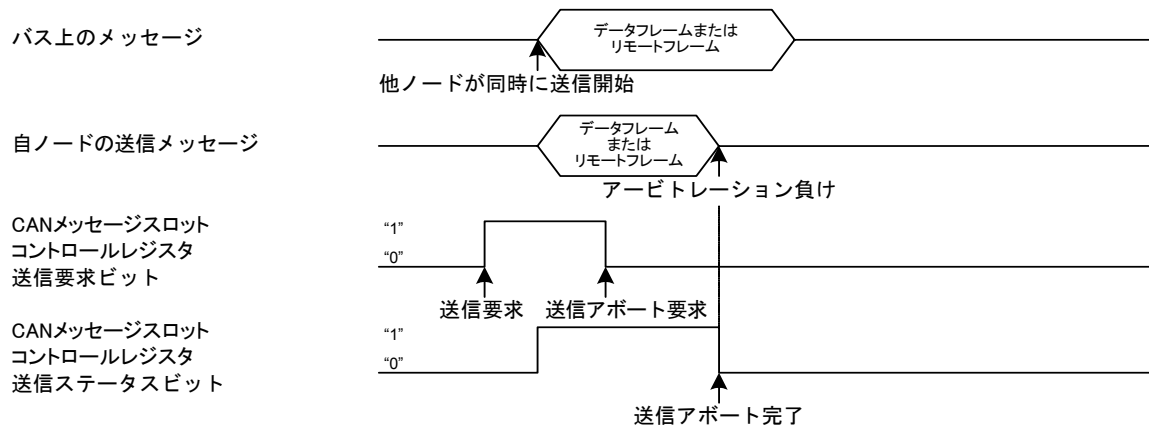 バス上のメッセージ
データフレームまたは
リモートフレーム
他ノードが同時に送信開始
自ノードの送信メッセージ
データフレーム
または
リモートフレーム
アービトレーション負け
CANメッセージスロット
コントロールレジスタ
送信要求ビット
“1”
“0”
送信要求
送信アボート要求
CANメッセージスロット
コントロールレジスタ
送信ステータスビット
“1”
“0”
送信アボート完了